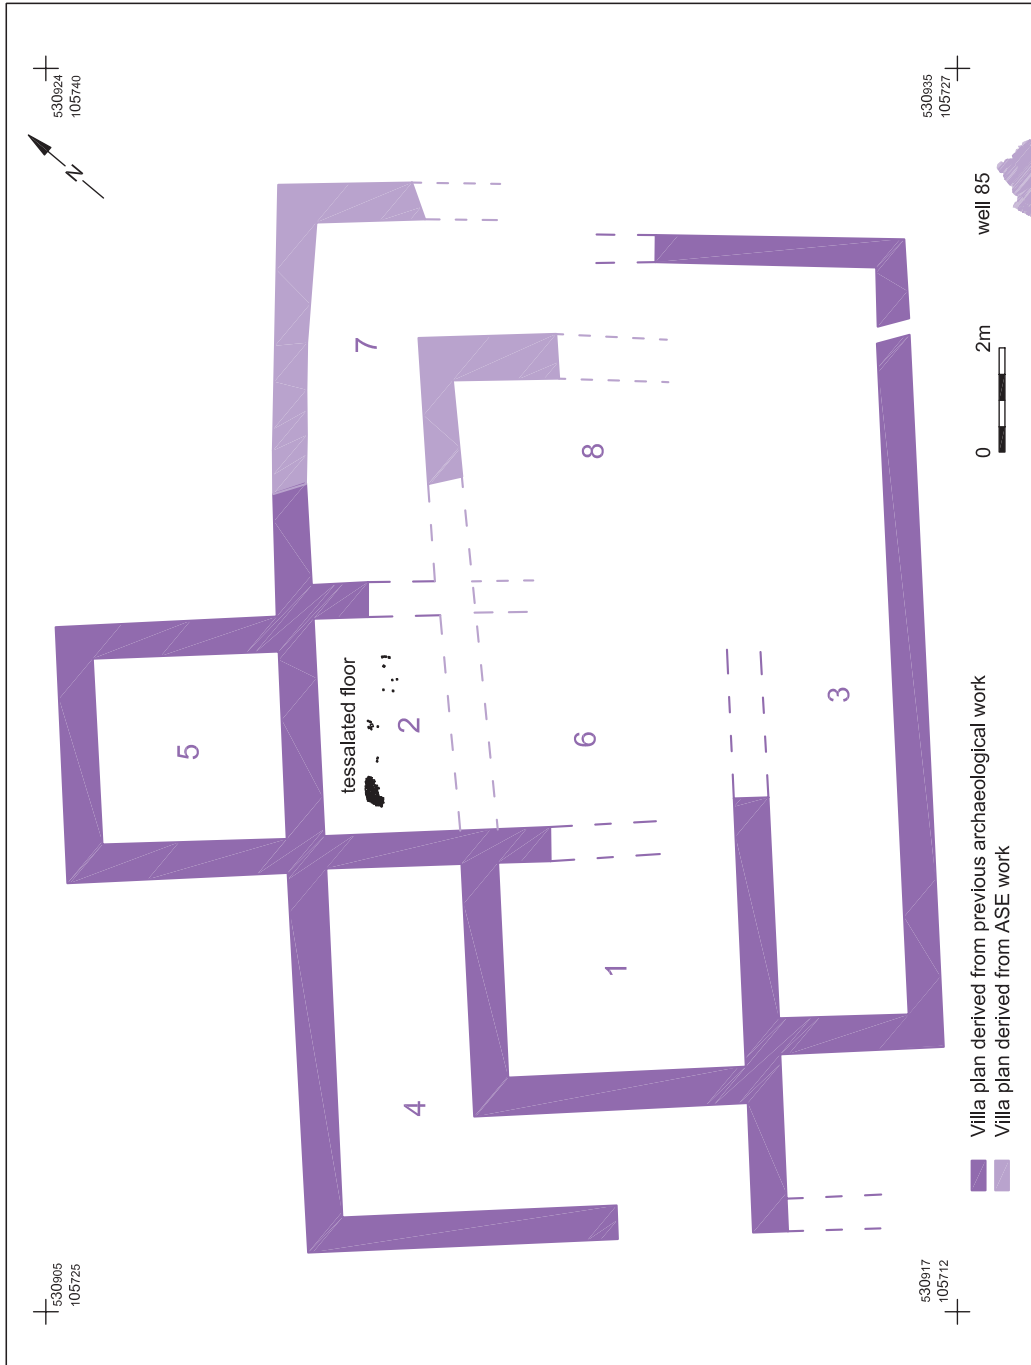 530905
105725
530924
105740
N
5
4
tessalated floor
2
7
1
6
8
3
530917
105712
Villa plan derived from previous archaeological work
Villa plan derived from ASE work
0 2m
well 85
530935
105727